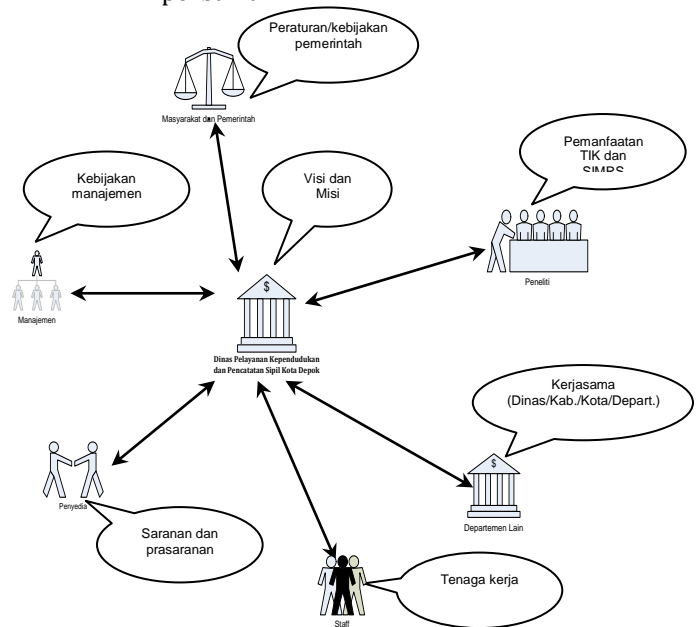 Peraturan/kebijakan
pemerintah
Masyarakat dan Pemerintah
Pemanfaatan
TIK dan
SIMRS
Kebijakan
manajemen
Visi dan
Misi
Peneliti
$
Manajemen
Dinas Pelayanan Kependudukan
dan Pencatatan Sipil Kota Depok
Kerjasama
(Dinas/Kab./Kota/Depart.)
$
Penyedia
Departemen Lain
Saranan dan
prasaranan
Tenaga kerja
Staff